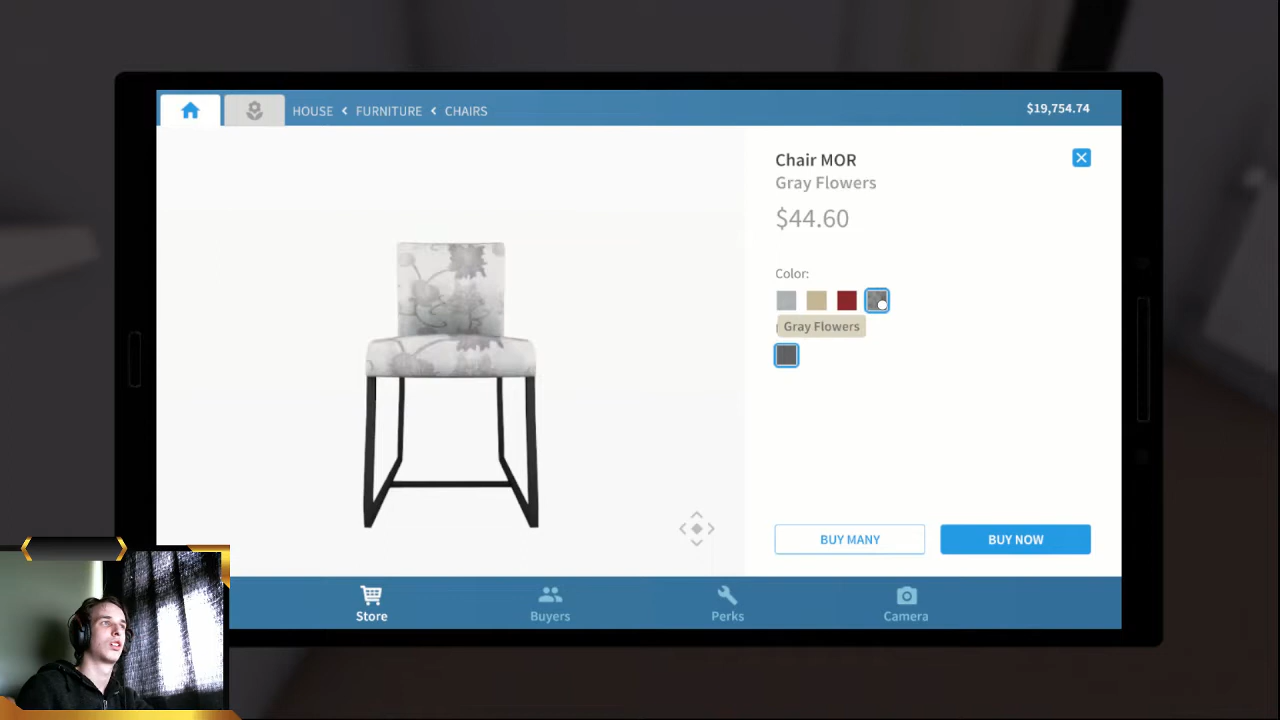 HOUSE < FURNITURE < CHAIRS
$19,754.74
Chair MOR
Gray Flowers
$44.60
Color:
Gray Flowers
BUY MANY
BUY NOW
Store
Buyers
Perks
Camera